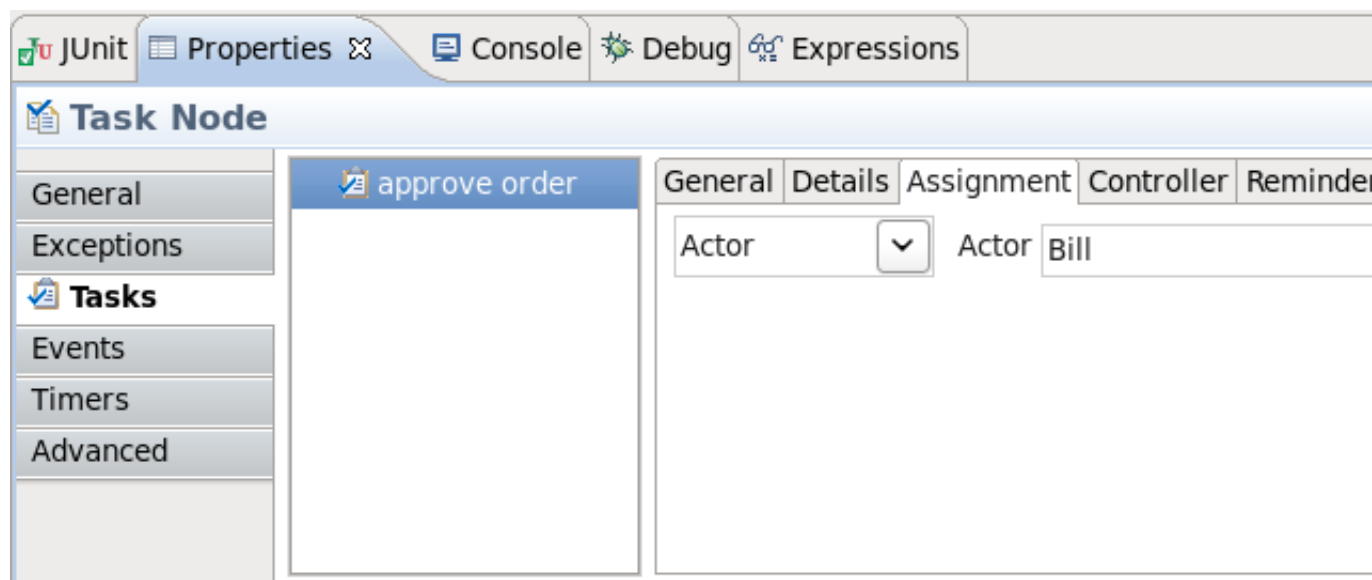 JUnit Properties Console Debug Expressions
Task Node
General
Exceptions
Tasks
Events
Timers
Advanced
approve order
General Details Assignment Controller Reminder
Actor Actor Bill